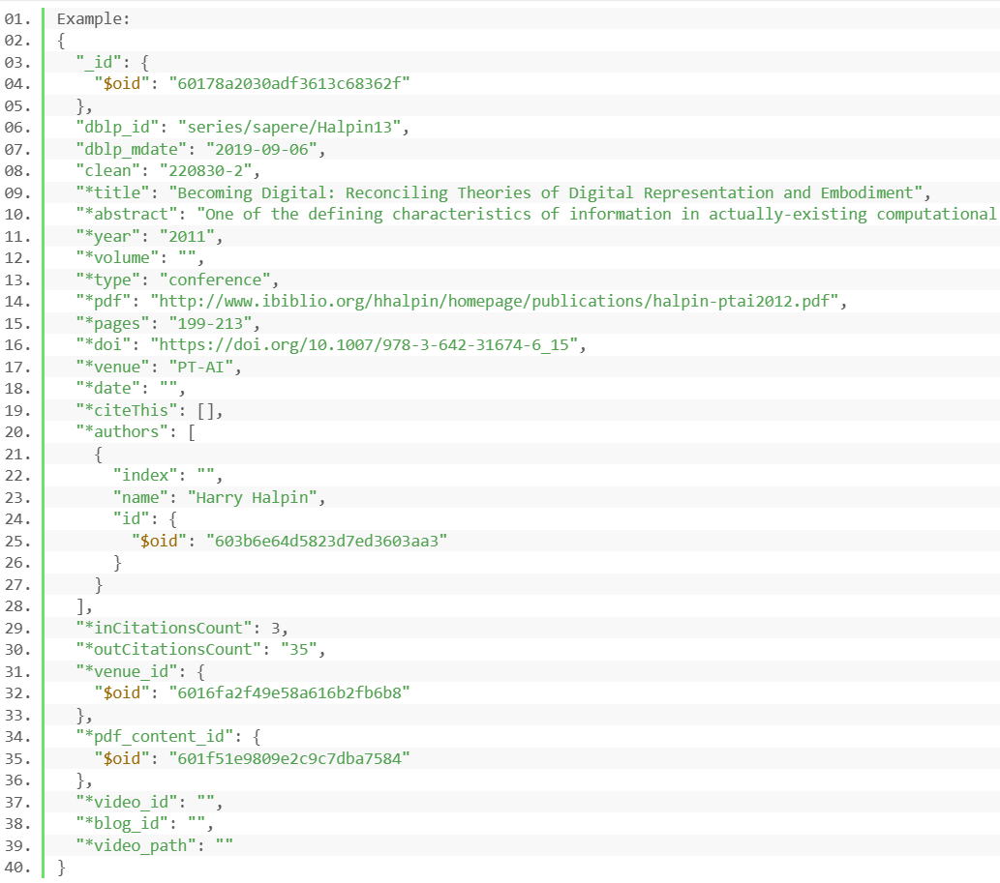 01. Example:
02. {
03. "_id": {
04. "$oid": "60178a2030adf3613c68362f"
05. },
06. "dblp_id": "series/sapere/Halpin13",
07. "dblp_mdate": "2019-09-06",
08. "clean": "220830-2",
09. "*title": "Becoming Digital: Reconciling Theories of Digital Representation and Embodiment",
10. "*abstract": "One of the defining characteristics of information in actually-existing computational
11. "*year": "2011",
12. "*volume": "",
13. "*type": "conference",
14. "*pdf": "http://www.ibiblio.org/hhalpin/homepage/publications/halpin-ptai2012.pdf",
15. "*pages": "199-213",
16. "*doi": "https://doi.org/10.1007/978-3-642-31674-6_15",
17. "*venue": "PT-AI",
18. "*date": "",
19. "*citeThis": [],
20. "*authors": [
21. {
22. "index": "",
23. "name": "Harry Halpin",
24. "id": {
25. "$oid": "603b6e64d5823d7ed3603aa3"
26. }
27. }
28. ],
29. "*inCitationsCount": 3,
30. "*outCitationsCount": "35",
31. "*venue_id": {
32. "$oid": "6016fa2f49e58a616b2fb6b8"
33. },
34. "*pdf_content_id": {
35. "$oid": "601f51e9809e2c9c7dba7584"
36. },
37. "*video_id": "",
38. "*blog_id": "",
39. "*video_path": ""
40. }